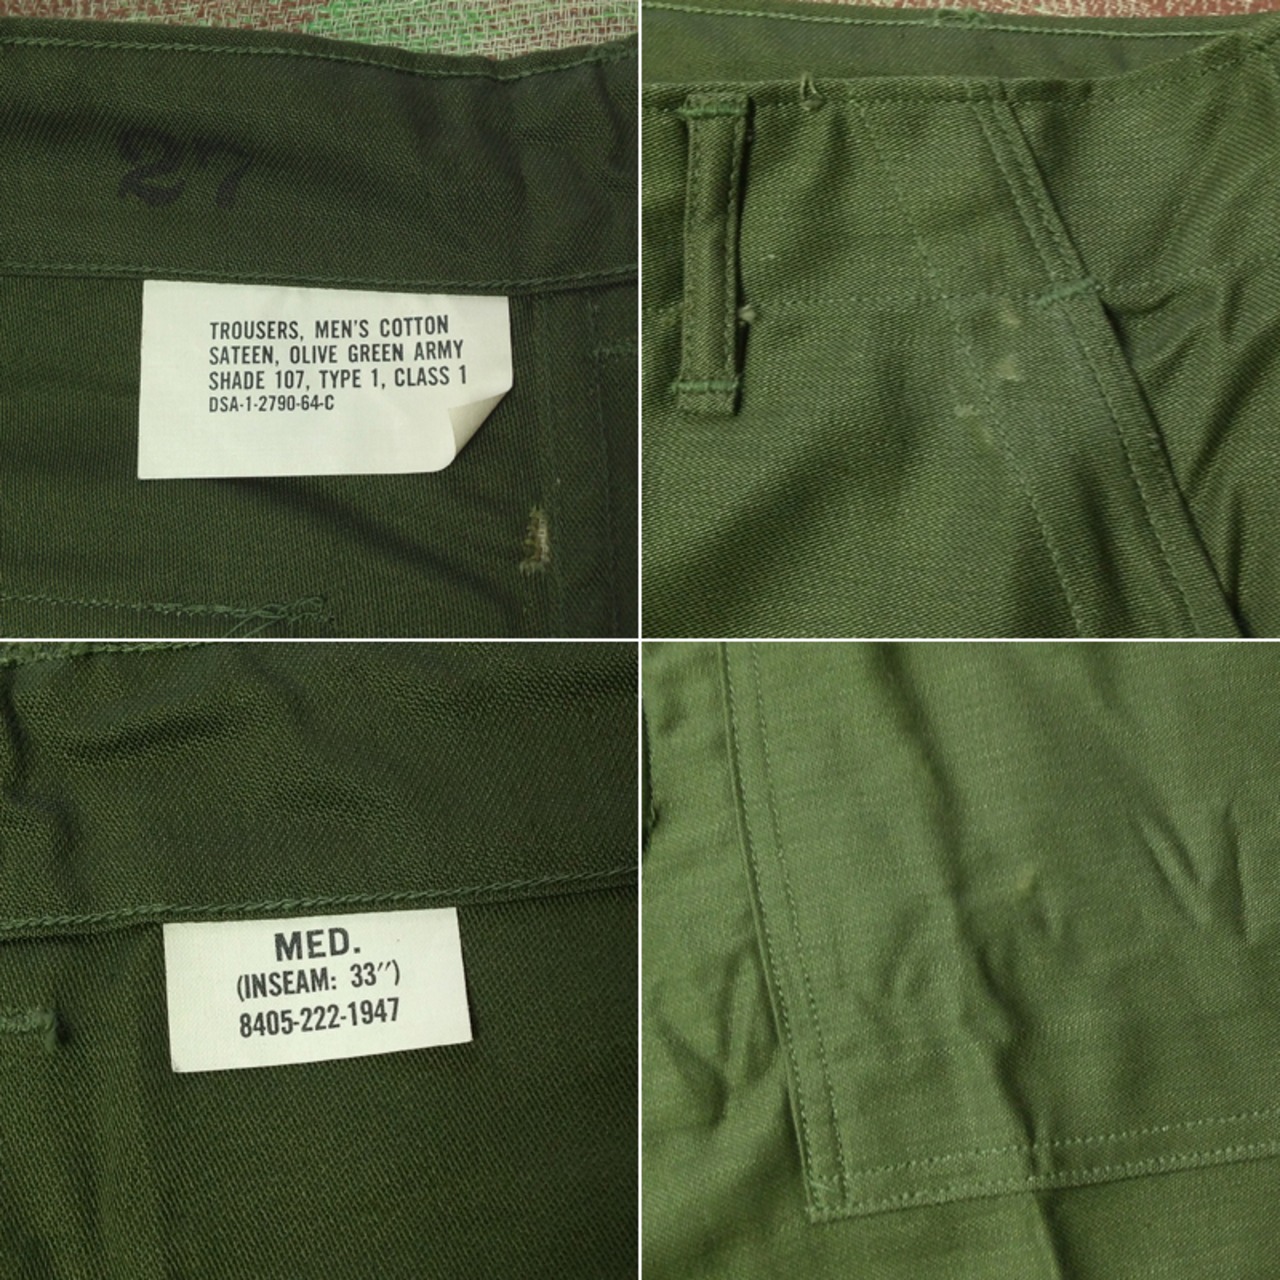 27
TROUSERS, MEN'S COTTON
SATEEN, OLIVE GREEN ARMY
SHADE 107, TYPE 1, CLASS 1
DSA-1-2790-64-C
MED.
(INSEAM: 33")
8405-222-1947